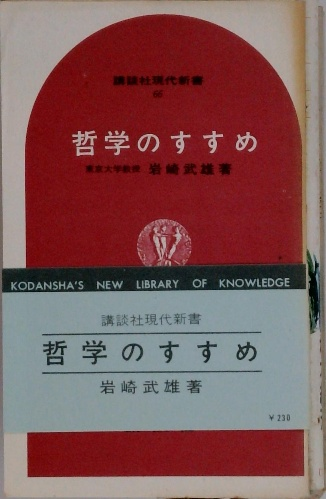 講談社現代新書
66
哲学のすすめ
東京大学教授 岩崎武雄著
KODANSHA'S NEW LIBRARY OF KNOWLEDGE
講談社現代新書
哲学のすすめ
岩崎武雄著
￥230